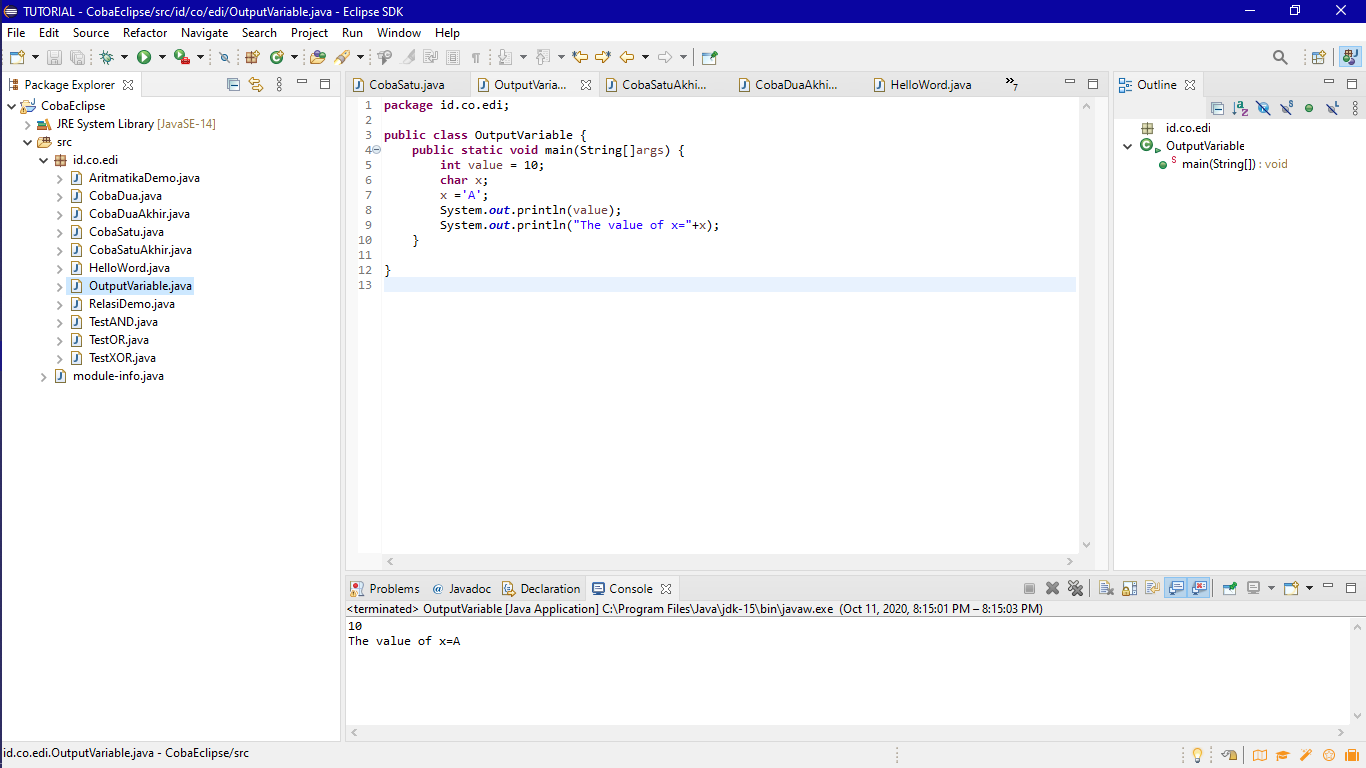 TUTORIAL - CobaEclipse/src/id/co/edi/OutputVariable.java - Eclipse SDK
File Edit Source Refactor Navigate Search Project Run Window Help
Package Explorer
CobaEclipse
JRE System Library [JavaSE-14]
src
id.co.edi
AritmatikaDemo.java
CobaDua.java
CobaDuaAkhir.java
CobaSatu.java
CobaSatuAkhir.java
HelloWord.java
OutputVariable.java
RelasiDemo.java
TestAND.java
TestOR.java
TestXOR.java
module-info.java
CobaSatu.java OutputVaria... CobaSatuAkhi... CobaDuaAkhi... HelloWord.java »7
1 package id.co.edi;
2
3 public class OutputVariable {
4 public static void main(String[]args) {
5 int value = 10;
6 char x;
7 x ='A';
8 System.out.println(value);
9 System.out.println("The value of x="+x);
10 }
11
12 }
13
Outline
id.co.edi
OutputVariable
S main(String[]) : void
Problems @ Javadoc Declaration Console
<terminated> OutputVariable [Java Application] C:\Program Files\Java\jdk-15\bin\javaw.exe (Oct 11, 2020, 8:15:01 PM – 8:15:03 PM)
10
The value of x=A
id.co.edi.OutputVariable.java - CobaEclipse/src